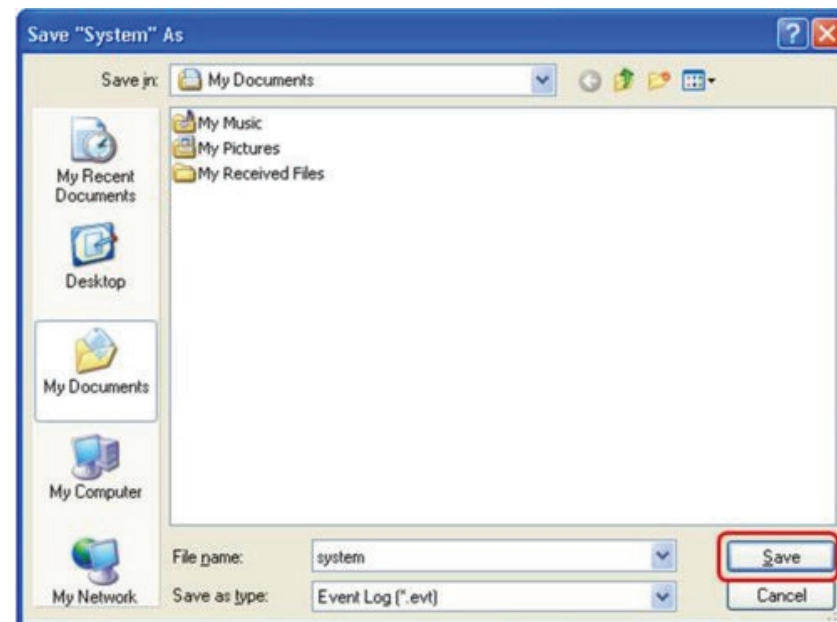 Save "System" As
Save in:
My Documents
My Recent
Documents
Desktop
My Documents
My Computer
My Network
My Music
My Pictures
My Received Files
File name:
system
Save
Save as type:
Event Log (*.evt)
Cancel